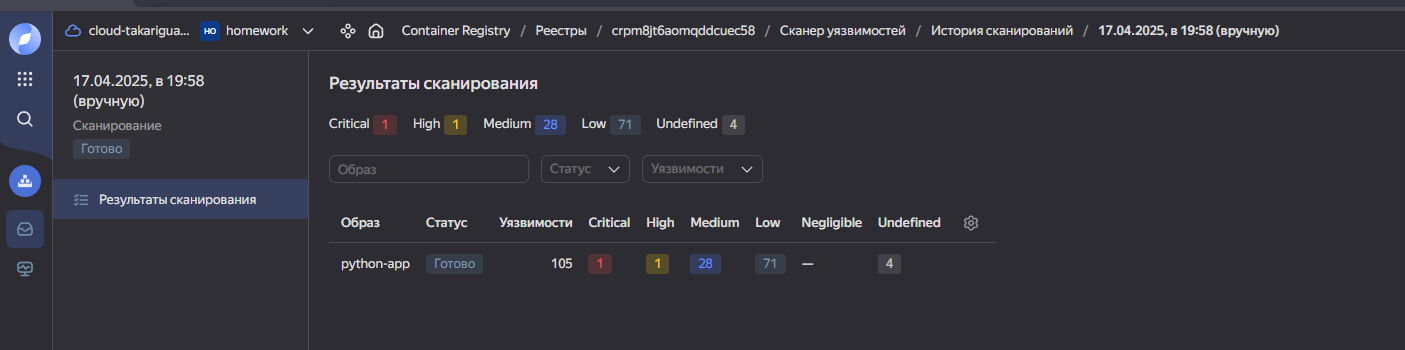 cloud-takarigua... HO homework Container Registry / Реестры / crpm8jt6aomqddcuec58 / Сканер уязвимостей / История сканирований / 17.04.2025, в 19:58 (вручную)
17.04.2025, в 19:58
(вручную)
Сканирование
Готово
Результаты сканирования
Результаты сканирования
Critical 1 High 1 Medium 28 Low 71 Undefined 4
Образ Статус Уязвимости
Образ Статус Уязвимости Critical High Medium Low Negligible Undefined
python-app Готово 105 1 1 28 71 — 4